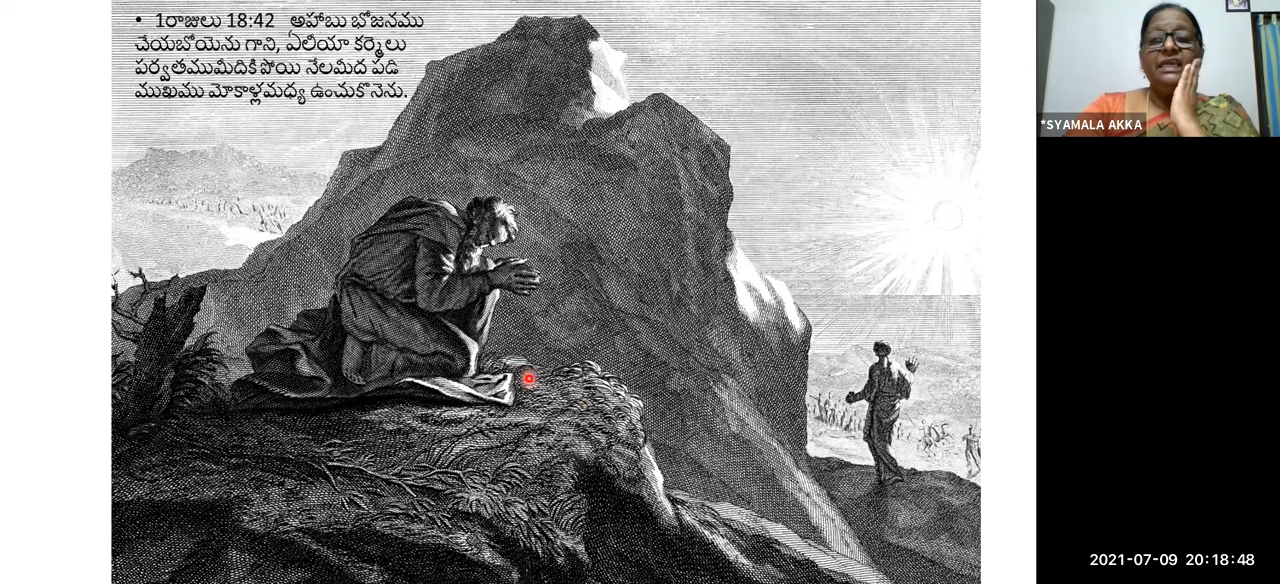 • 1రాజులు 18:42 అహాబు భోజనము
చేయబోయెను గాని, ఏలియా కర్మెలు
పర్వతముమిదికి పోయి నేలమిద పడి
ముఖము మోకాళ్లమధ్య ఉంచుకొనెను.
*SYAMALA AKKA
2021-07-09 20:18:48